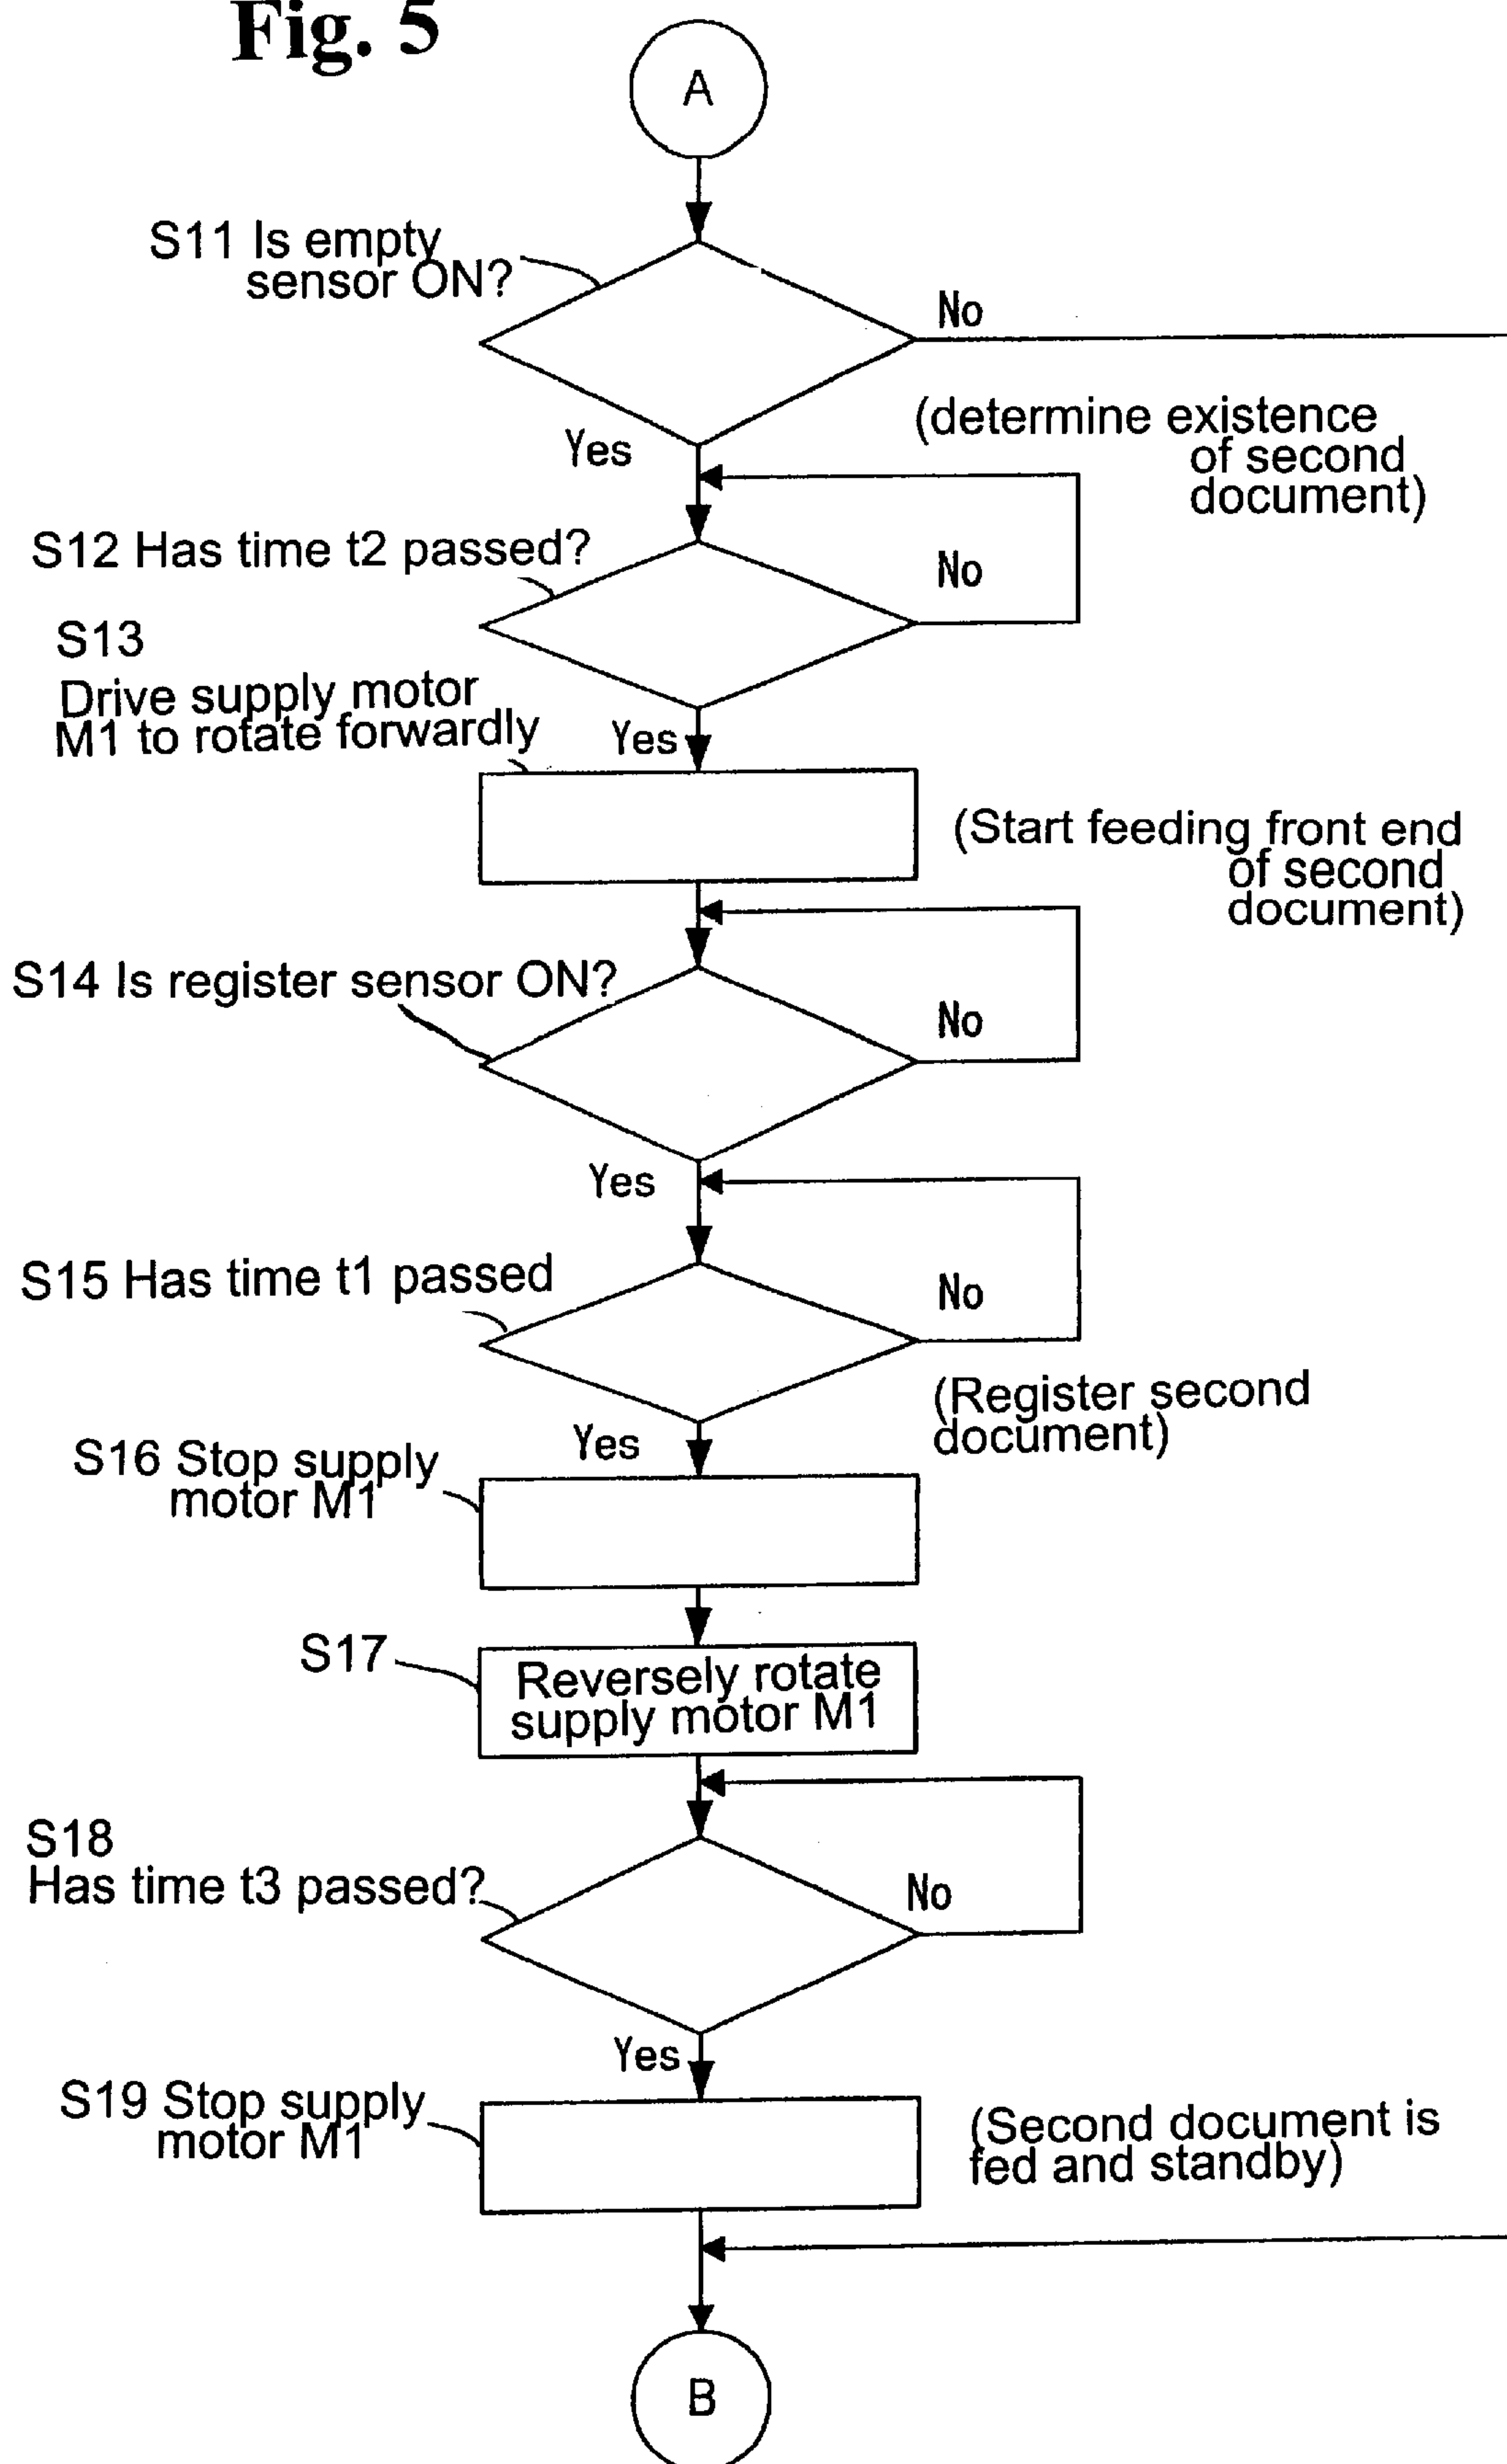 Fig. 5
A
S11 Is empty
sensor ON?
No
(determine existence
of second
document)
Yes
S12 Has time t2 passed?
No
S13
Drive supply motor
M1 to rotate forwardly
Yes
(Start feeding front end
of second
document)
S14 Is register sensor ON?
No
Yes
S15 Has time t1 passed
No
(Register second
document)
Yes
S16 Stop supply
motor M1
S17
Reversely rotate
supply motor M1
S18
Has time t3 passed?
No
Yes
S19 Stop supply
motor M1
(Second document is
fed and standby)
B